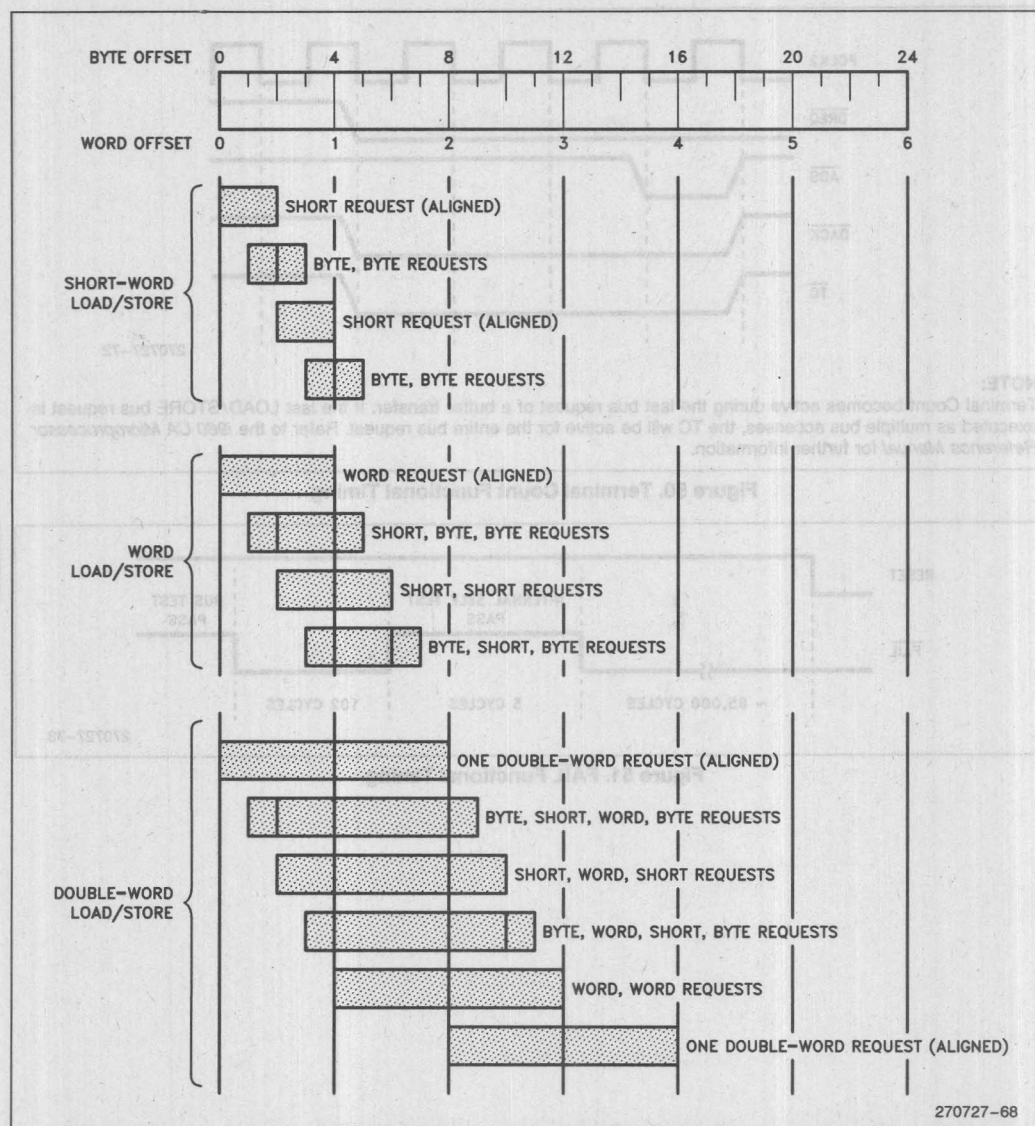 BYTE OFFSET 0 4 8 12 16 20 24
WORD OFFSET 0 1 2 3 4 5 6
SHORT-WORD
LOAD/STORE
SHORT REQUEST (ALIGNED)
BYTE, BYTE REQUESTS
SHORT REQUEST (ALIGNED)
BYTE, BYTE REQUESTS
WORD
LOAD/STORE
WORD REQUEST (ALIGNED)
SHORT, BYTE, BYTE REQUESTS
SHORT, SHORT REQUESTS
BYTE, SHORT, BYTE REQUESTS
DOUBLE-WORD
LOAD/STORE
ONE DOUBLE-WORD REQUEST (ALIGNED)
BYTE, SHORT, WORD, BYTE REQUESTS
SHORT, WORD, SHORT REQUESTS
BYTE, WORD, SHORT, BYTE REQUESTS
WORD, WORD REQUESTS
ONE DOUBLE-WORD REQUEST (ALIGNED)
270727-68